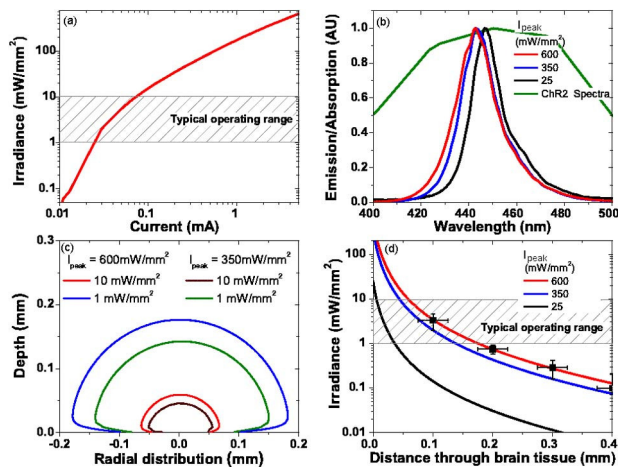 (a)
Irradiance (mW/mm²)
100
10
1
0.1
Typical operating range
0.01 0.1 1
Current (mA)
(b)
Emission/Absorption (AU)
1.0
0.8
0.6
0.4
0.2
0.0
I peak
(mW/mm²)
600
350
25
ChR2 Spectra
400 420 440 460 480 500
Wavelength (nm)
(c)
Depth (mm)
0.3
0.2
0.1
0.0
I peak = 600mW/mm² I peak = 350mW/mm²
10 mW/mm² 10 mW/mm²
1 mW/mm² 1 mW/mm²
-0.2 -0.1 0.0 0.1 0.2
Radial distribution (mm)
(d)
Irradiance (mW/mm²)
100
10
1
0.1
0.01
I peak
(mW/mm²)
600
350
25
Typical operating range
0.0 0.1 0.2 0.3 0.4
Distance through brain tissue (mm)